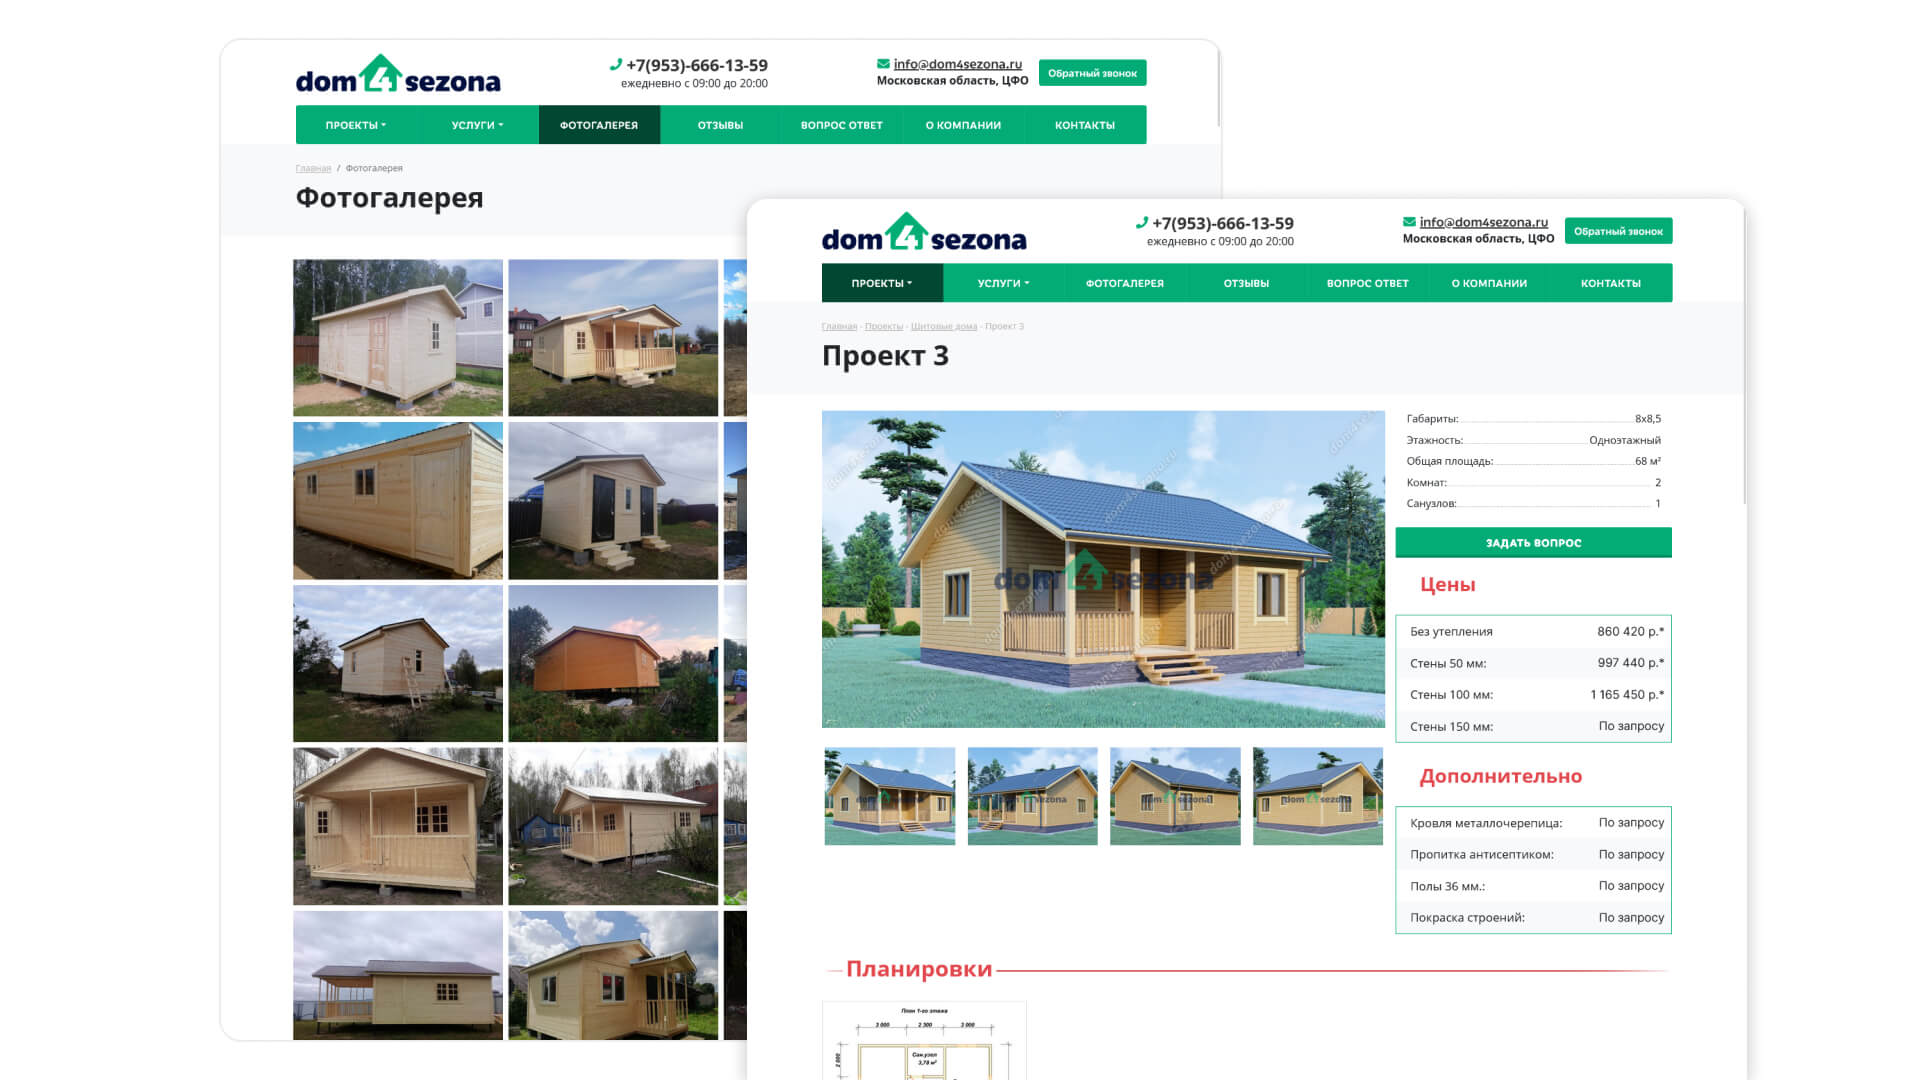 dom4sezona
+7(953)-666-13-59
ежедневно с 09:00 до 20:00
info@dom4sezona.ru
Московская область, ЦФО
Обратный звонок
ПРОЕКТЫ
УСЛУГИ
ФОТОГАЛЕРЕЯ
ОТЗЫВЫ
ВОПРОС ОТВЕТ
О КОМПАНИИ
КОНТАКТЫ
Главная / Фотогалерея
Фотогалерея
dom4sezona
+7(953)-666-13-59
ежедневно с 09:00 до 20:00
info@dom4sezona.ru
Московская область, ЦФО
Обратный звонок
ПРОЕКТЫ
УСЛУГИ
ФОТОГАЛЕРЕЯ
ОТЗЫВЫ
ВОПРОС ОТВЕТ
О КОМПАНИИ
КОНТАКТЫ
Главная - Проекты - Щитовые дома - Проект 3
Проект 3
dom4sezona
Габариты: 8x8,5
Этажность: Одноэтажный
Общая площадь: 68 м²
Комнат: 2
Санузлов: 1
ЗАДАТЬ ВОПРОС
Цены
Без утепления 860 420 р.*
Стены 50 мм: 997 440 р.*
Стены 100 мм: 1 165 450 р.*
Стены 150 мм: По запросу
Дополнительно
Кровля металлочерепица: По запросу
Пропитка антисептиком: По запросу
Полы 36 мм.: По запросу
Покраска строений: По запросу
Планировки
План 1-го этажа
3 000 2 300 3 000
Сан.узел
3,78 м²